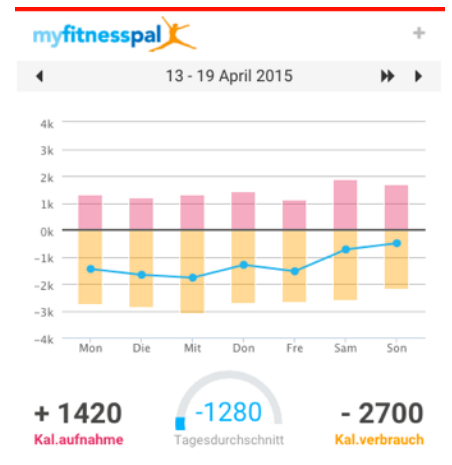 myfitnesspal
+
13 - 19 April 2015
4k
3k
2k
1k
0k
-1k
-2k
-3k
-4k
Mon Die Mit Don Fre Sam Son
+ 1420 -1280 - 2700
Kal.aufnahme Tagesdurchschnitt Kal.verbrauch